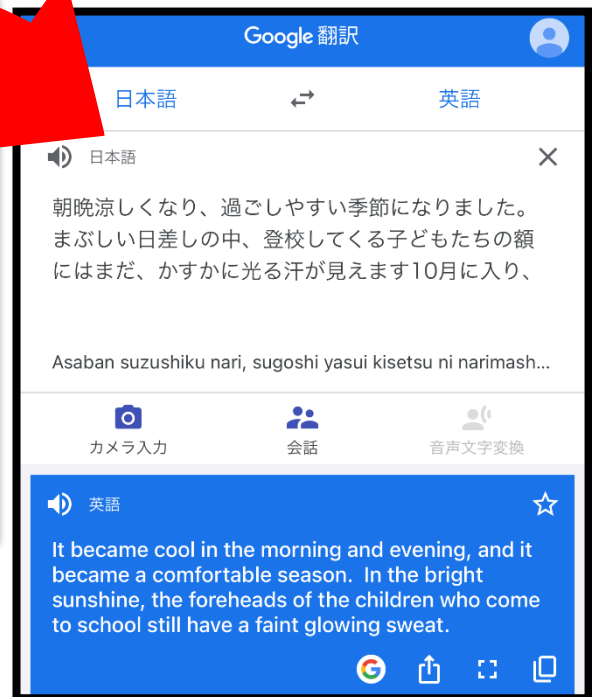 Google 翻訳
日本語 英語
日本語
朝晩涼しくなり、過ごしやすい季節になりました。
まぶしい日差しの中、登校してくる子どもたちの額
にはまだ、かすかに光る汗が見えます10月に入り、
Asaban suzushiku nari, sugoshi yasui kisetsu ni narimash...
カメラ入力 会話 音声文字変換
英語
It became cool in the morning and evening, and it
became a comfortable season. In the bright
sunshine, the foreheads of the children who come
to school still have a faint glowing sweat.
G